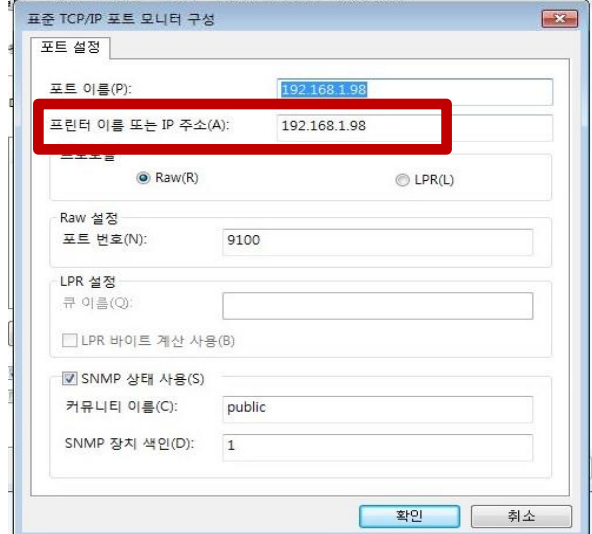 표준 TCP/IP 포트 모니터 구성
포트 설정
포트 이름(P): 192.168.1.98
프린터 이름 또는 IP 주소(A): 192.168.1.98
프로토콜
Raw(R) LPR(L)
Raw 설정
포트 번호(N): 9100
LPR 설정
큐 이름(Q):
LPR 바이트 계산 사용(B)
SNMP 상태 사용(S)
커뮤니티 이름(C): public
SNMP 장치 색인(D): 1
확인 취소